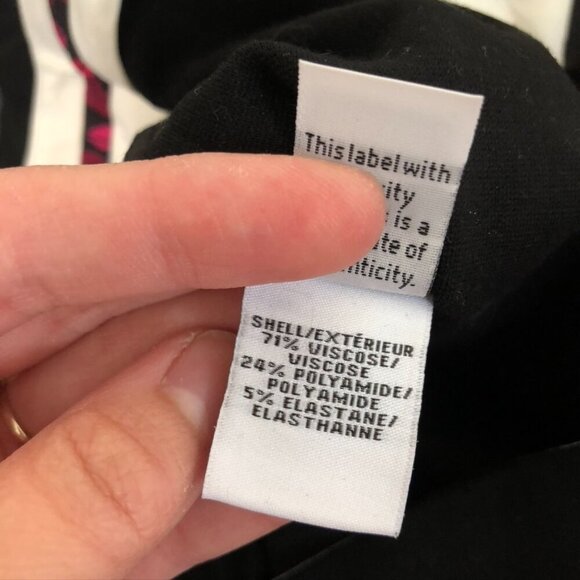 This label with
is a
of
SHELL/EXTÉRIEUR
71% VISCOSE/
VISCOSE
24% POLYAMIDE/
POLYAMIDE
5% ELASTANE/
ELASTHANNE